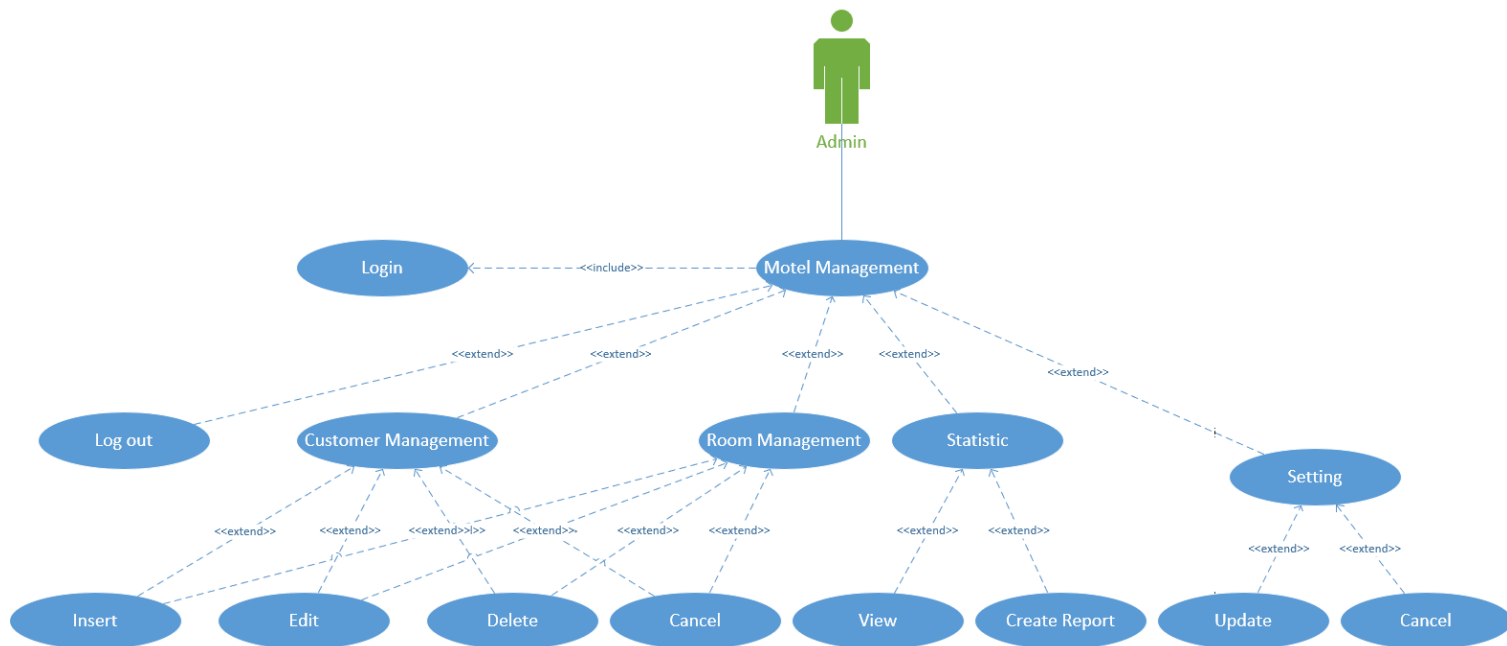 Admin
Login
<<include>>
Motel Management
<<extend>>
<<extend>>
<<extend>>
<<extend>>
<<extend>>
Log out
Customer Management
Room Management
Statistic
Setting
<<extend>>
<<extend>>
<<extend>>
<<extend>>
<<extend>>
<<extend>>
<<extend>>
<<extend>>
<<extend>>
<<extend>>
Insert
Edit
Delete
Cancel
View
Create Report
Update
Cancel